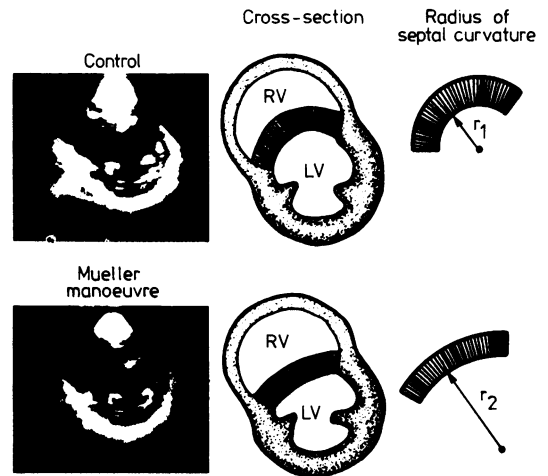 Cross-section
Radius of
septal curvature
Control
RV
LV
r1
Mueller
manoeuvre
RV
LV
r2